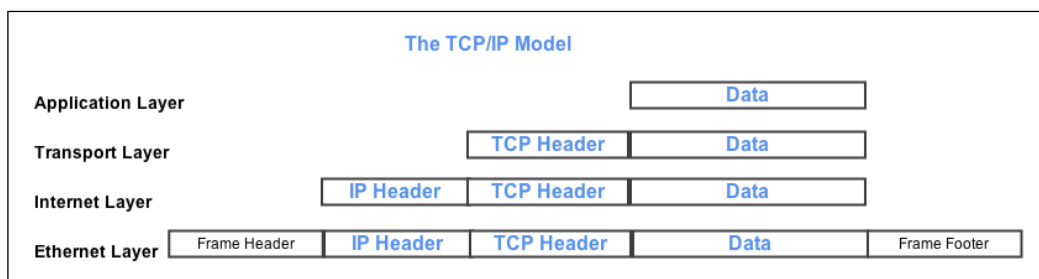 The TCP/IP Model
Application Layer Data
Transport Layer TCP Header Data
Internet Layer IP Header TCP Header Data
Ethernet Layer Frame Header IP Header TCP Header Data Frame Footer